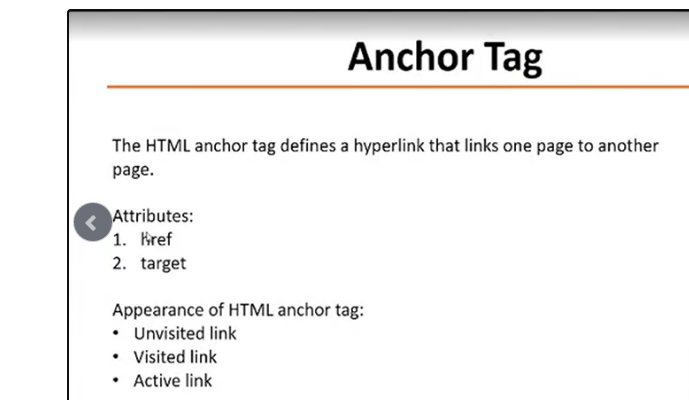 Anchor Tag
The HTML anchor tag defines a hyperlink that links one page to another
page.
Attributes:
1. href
2. target
Appearance of HTML anchor tag:
• Unvisited link
• Visited link
• Active link